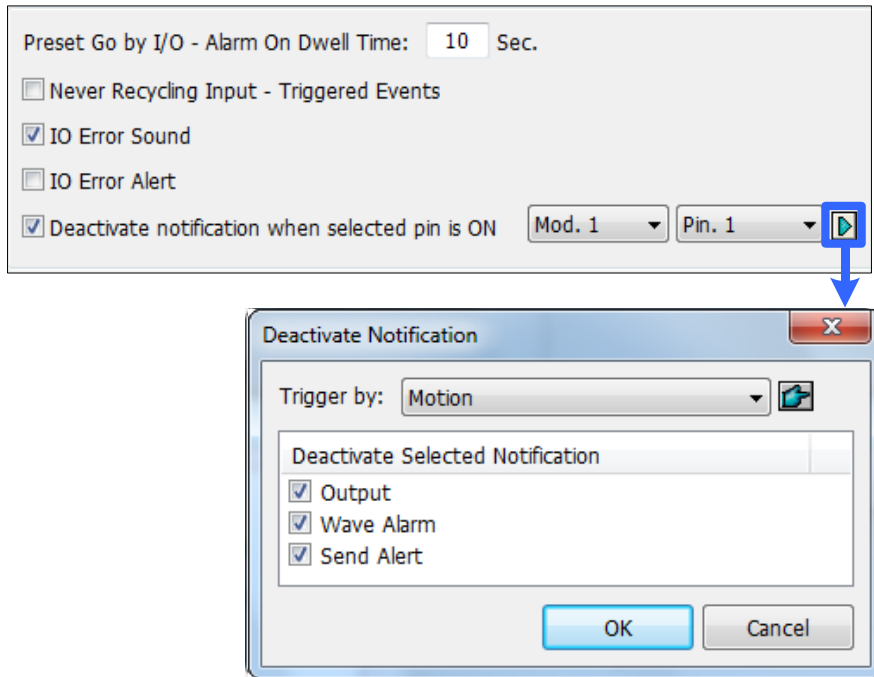 Preset Go by I/O - Alarm On Dwell Time: 10 Sec.
Never Recycling Input - Triggered Events
IO Error Sound
IO Error Alert
Deactivate notification when selected pin is ON Mod. 1 Pin. 1
Deactivate Notification
Trigger by: Motion
Deactivate Selected Notification
Output
Wave Alarm
Send Alert
OK Cancel